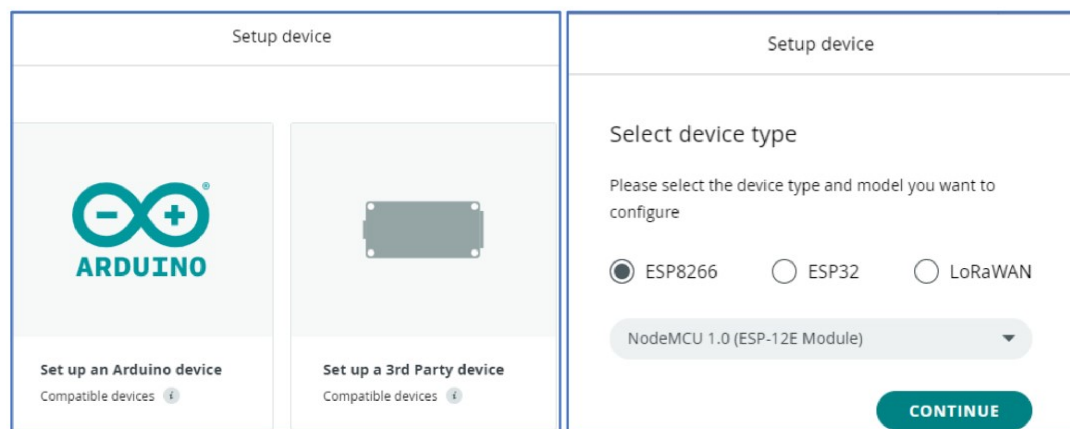 Setup device
ARDUINO
Set up an Arduino device
Compatible devices i
Set up a 3rd Party device
Compatible devices i
Setup device
Select device type
Please select the device type and model you want to
configure
ESP8266 ESP32 LoRaWAN
NodeMCU 1.0 (ESP-12E Module)
CONTINUE